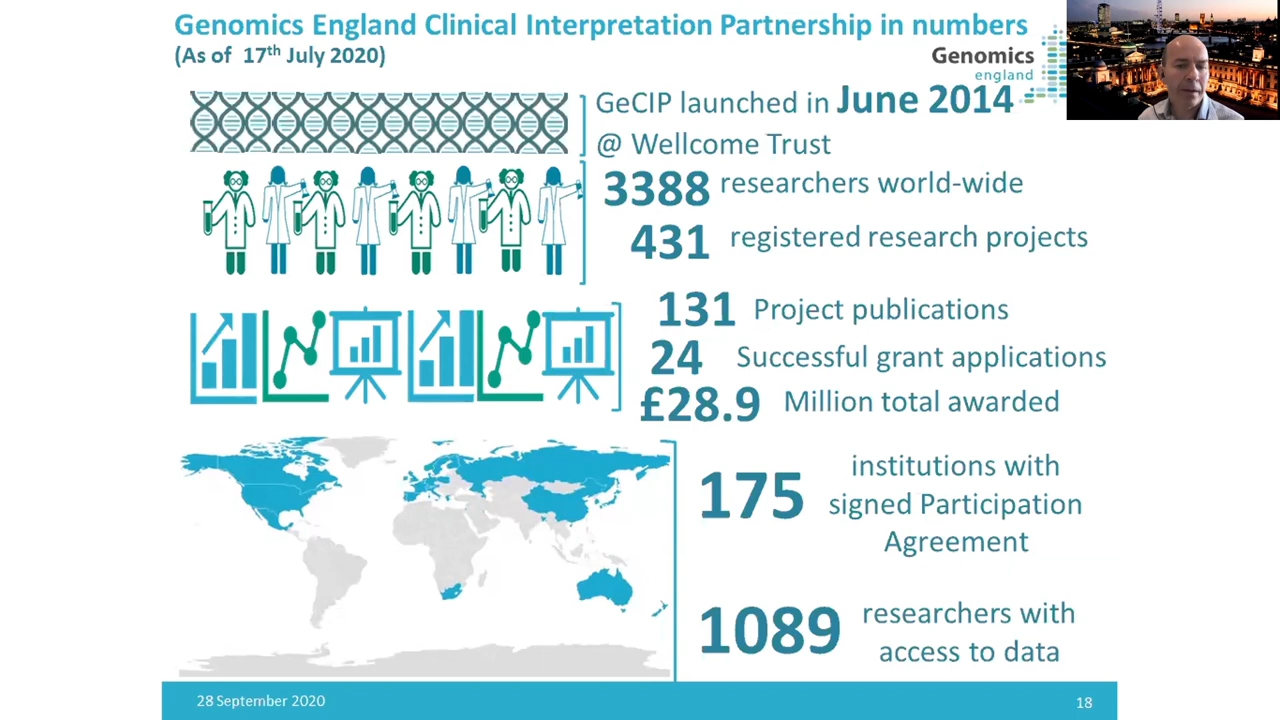 Genomics England Clinical Interpretation Partnership in numbers
(As of 17th July 2020)
Genomics
england
GeCIP launched in June 2014
@ Wellcome Trust
3388 researchers world-wide
431 registered research projects
131 Project publications
24 Successful grant applications
£28.9 Million total awarded
175 institutions with
signed Participation
Agreement
1089 researchers with
access to data
28 September 2020
18